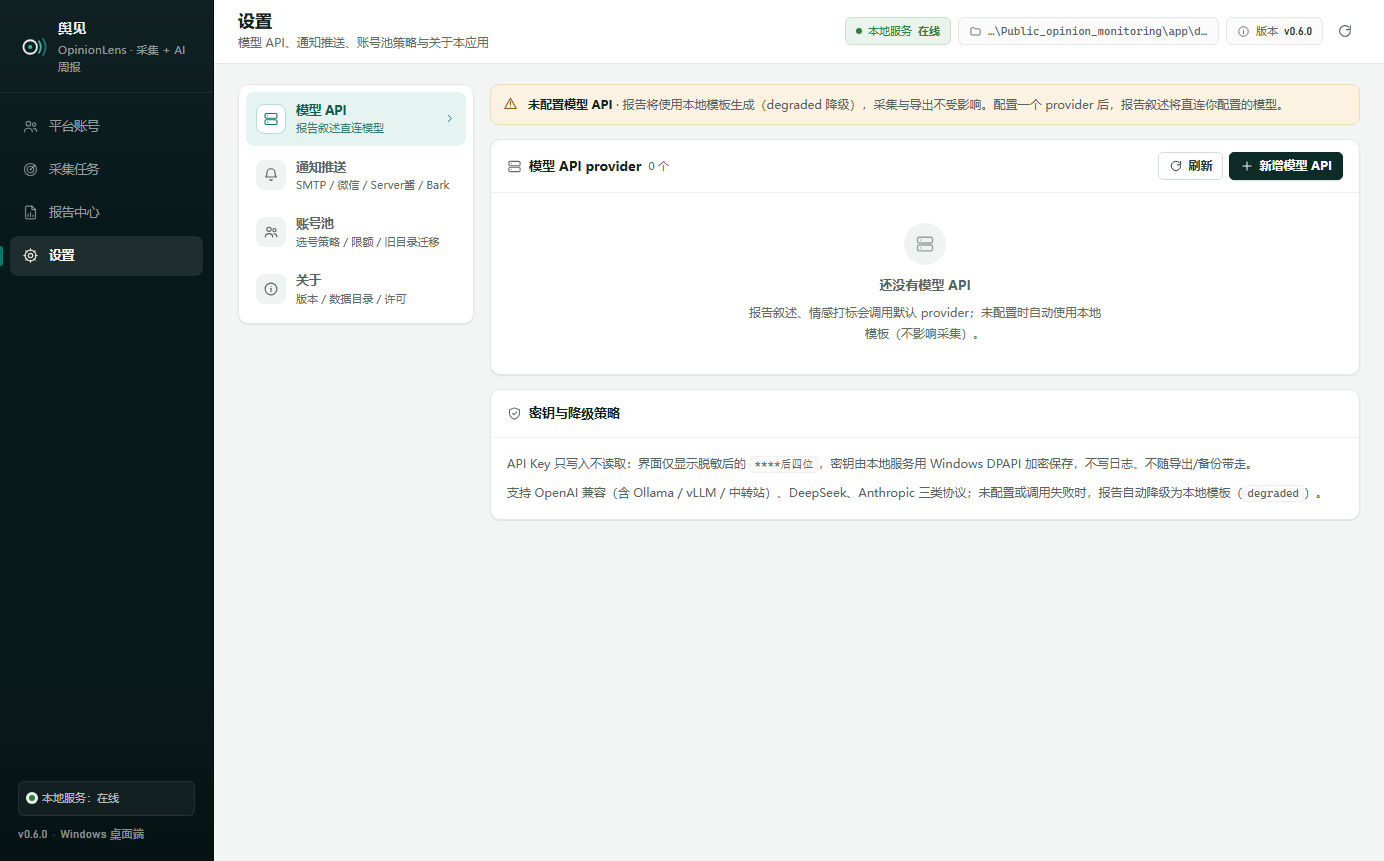 舆见
OpinionLens · 采集 + AI
周报
平台账号
采集任务
报告中心
设置
本地服务：在线
v0.6.0 · Windows 桌面端
设置
模型 API、通知推送、账号池策略与关于本应用
本地服务 在线
…\Public_opinion_monitoring\app\d…
版本 v0.6.0
模型 API
报告叙述直连模型
通知推送
SMTP / 微信 / Server酱 / Bark
账号池
选号策略 / 限额 / 旧目录迁移
关于
版本 / 数据目录 / 许可
未配置模型 API · 报告将使用本地模板生成（degraded 降级），采集与导出不受影响。配置一个 provider 后，报告叙述将直连你配置的模型。
模型 API provider 0 个
刷新
新增模型 API
还没有模型 API
报告叙述、情感打标会调用默认 provider；未配置时自动使用本地
模板（不影响采集）。
密钥与降级策略
API Key 只写入不读取：界面仅显示脱敏后的 ****后四位，密钥由本地服务用 Windows DPAPI 加密保存，不写日志、不随导出/备份带走。
支持 OpenAI 兼容（含 Ollama / vLLM / 中转站）、DeepSeek、Anthropic 三类协议；未配置或调用失败时，报告自动降级为本地模板（degraded）。